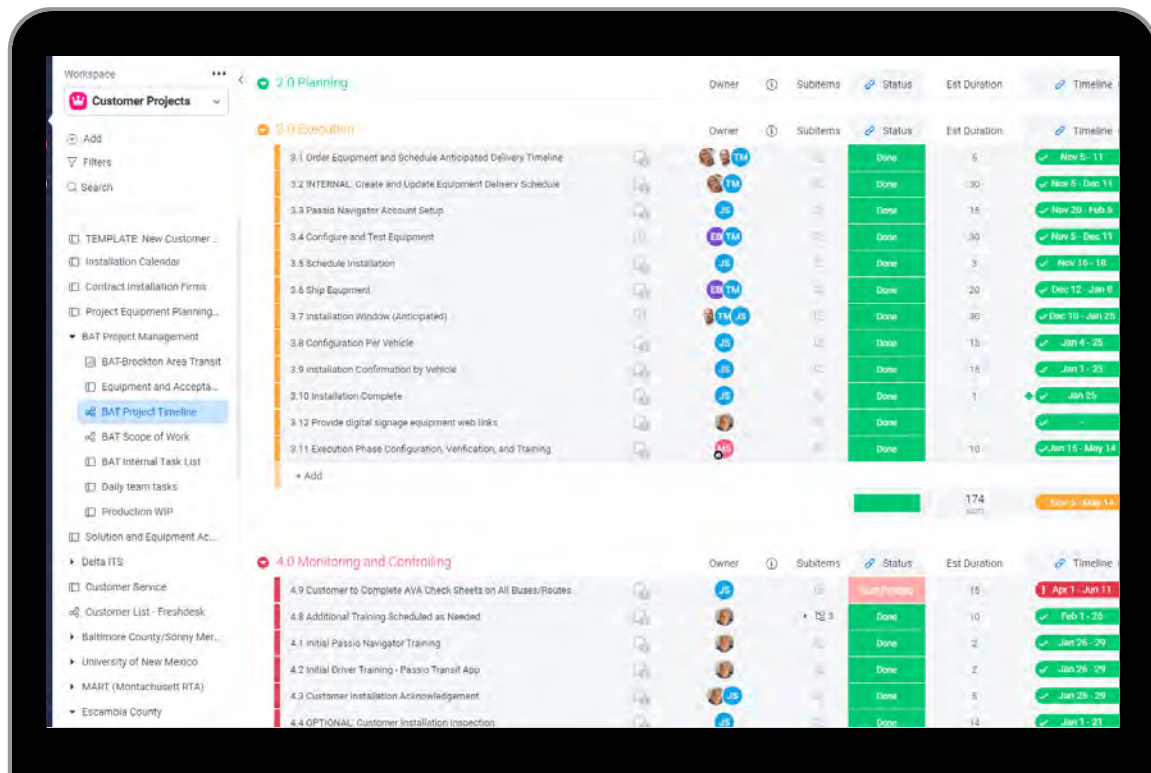 Workspace •••
Customer Projects
Add
Filters
Search
TEMPLATE: New Customer ...
Installation Calendar
Contract Installation Firms
Project Equipment Planning...
BAT Project Management
BAT-Brockton Area Transit
Equipment and Accepta...
BAT Project Timeline
BAT Scope of Work
BAT Internal Task List
Daily team tasks
Production WIP
Solution and Equipment Ac...
Delta ITS
Customer Service
Customer List - Freshdesk
Baltimore County/Sonny Mer...
University of New Mexico
MART (Montachusett RTA)
Escambia County
2.0 Planning Owner Subitems Status Est Duration Timeline
3.0 Execution Owner Subitems Status Est Duration Timeline
3.1 Order Equipment and Schedule Anticipated Delivery Timeline TM Done 5 Nov 5 - 11
3.2 INTERNAL: Create and Update Equipment Delivery Schedule TM Done 30 Nov 5 - Dec 11
3.3 Passio Navigator Account Setup JS Done 15 Nov 20 - Feb 5
3.4 Configure and Test Equipment TM Done 30 Nov 5 - Dec 11
3.5 Schedule Installation JS Done 3 Nov 16 - 18
3.6 Ship Equipment TM Done 20 Dec 12 - Jan 8
3.7 Installation Window (Anticipated) TM JS Done 30 Dec 10 - Jan 25
3.8 Configuration Per Vehicle JS Done 15 Jan 4 - 25
3.9 Installation Confirmation by Vehicle JS Done 15 Jan 1 - 25
3.10 Installation Complete JS Done 1 Jan 25
3.12 Provide digital signage equipment web links Done -
3.11 Execution Phase Configuration, Verification, and Training MS Done 10 Jan 15 - May 14
+ Add
174
sum
Nov 5 - May 14
4.0 Monitoring and Controlling Owner Subitems Status Est Duration Timeline
4.9 Customer to Complete AVA Check Sheets on All Buses/Routes JS 15 Apr 1 - Jun 11
4.8 Additional Training Scheduled as Needed 3 Done 10 Feb 1 - 26
4.1 Initial Passio Navigator Training Done 2 Jan 26 - 29
4.2 Initial Driver Training - Passio Transit App Done 2 Jan 26 - 29
4.3 Customer Installation Acknowledgement JS Done 5 Jan 25 - 29
4.4 OPTIONAL: Customer Installation Inspection JS Done 14 Jan 1 - 21